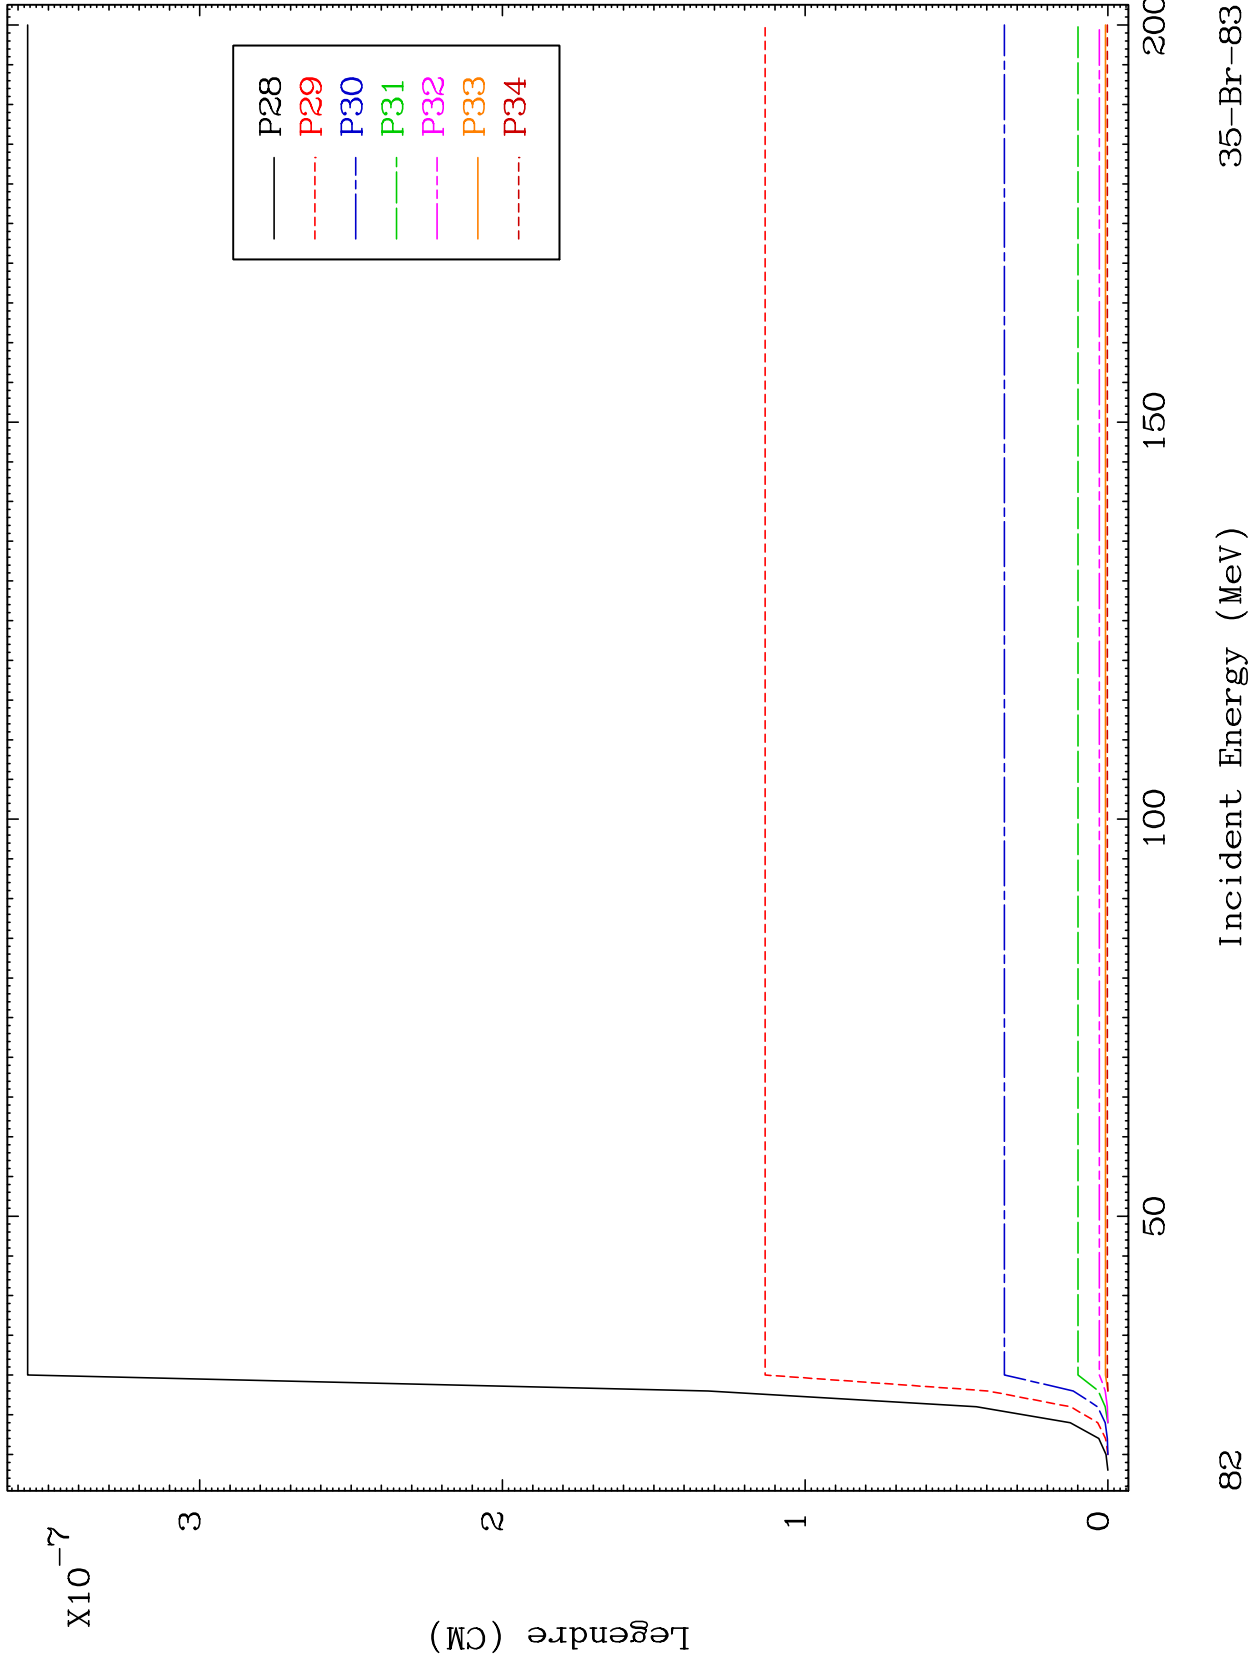 X10⁻⁷
Legendre (CM)
3
2
1
0
P28
P29
P30
P31
P32
P33
P34
50
100
150
200
Incident Energy (MeV)
82
35-Br-83